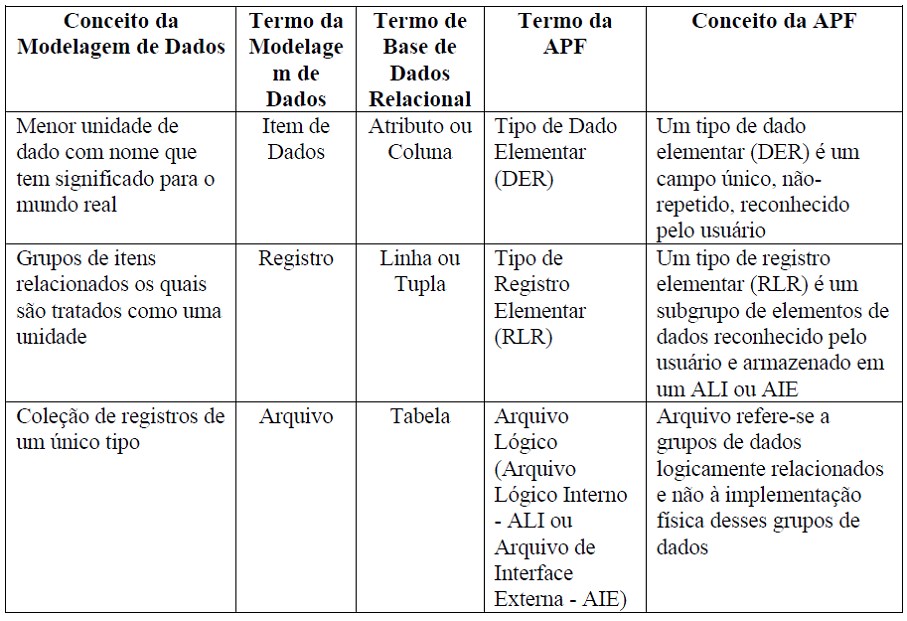 Conceito da
Modelagem de Dados
Termo da
Modelage
m de
Dados
Termo de
Base de
Dados
Relacional
Termo da
APF
Conceito da APF
Menor unidade de
dado com nome que
tem significado para o
mundo real
Item de
Dados
Atributo ou
Coluna
Tipo de Dado
Elementar
(DER)
Um tipo de dado
elementar (DER) é um
campo único, não-
repetido, reconhecido
pelo usuário
Grupos de itens
relacionados os quais
são tratados como uma
unidade
Registro
Linha ou
Tupla
Tipo de
Registro
Elementar
(RLR)
Um tipo de registro
elementar (RLR) é um
subgrupo de elementos de
dados reconhecido pelo
usuário e armazenado em
um ALI ou AIE
Coleção de registros de
um único tipo
Arquivo
Tabela
Arquivo
Lógico
(Arquivo
Lógico Interno
- ALI ou
Arquivo de
Interface
Externa - AIE)
Arquivo refere-se a
grupos de dados
logicamente relacionados
e não à implementação
física desses grupos de
dados